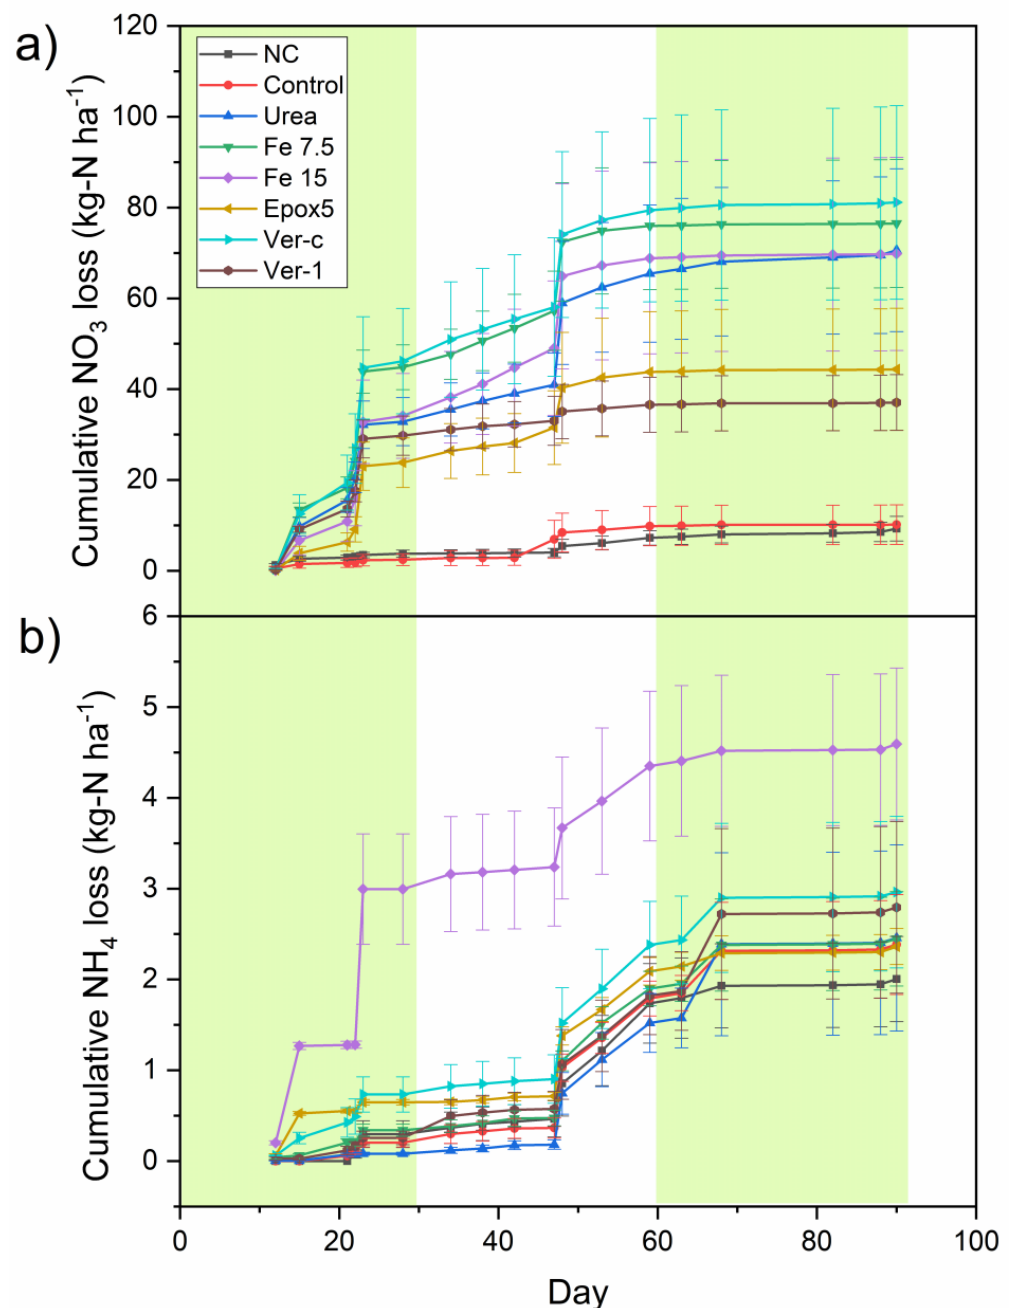 a)
Cumulative NO3 loss (kg-N ha-1)
120
100
80
60
40
20
0
NC
Control
Urea
Fe 7.5
Fe 15
Epox5
Ver-c
Ver-1
b)
Cumulative NH4 loss (kg-N ha-1)
6
5
4
3
2
1
0
0 20 40 60 80 100
Day